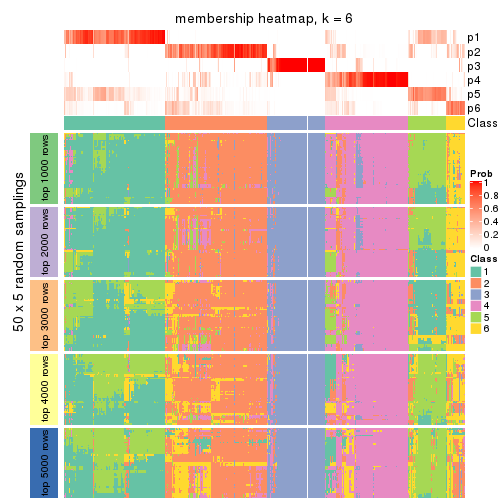 membership heatmap, k = 6
p1
p2
p3
p4
p5
p6
Class
50 x 5 random samplings
top 1000 rows
top 2000 rows
top 3000 rows
top 4000 rows
top 5000 rows
Prob
1
0.8
0.6
0.4
0.2
0
Class
1
2
3
4
5
6